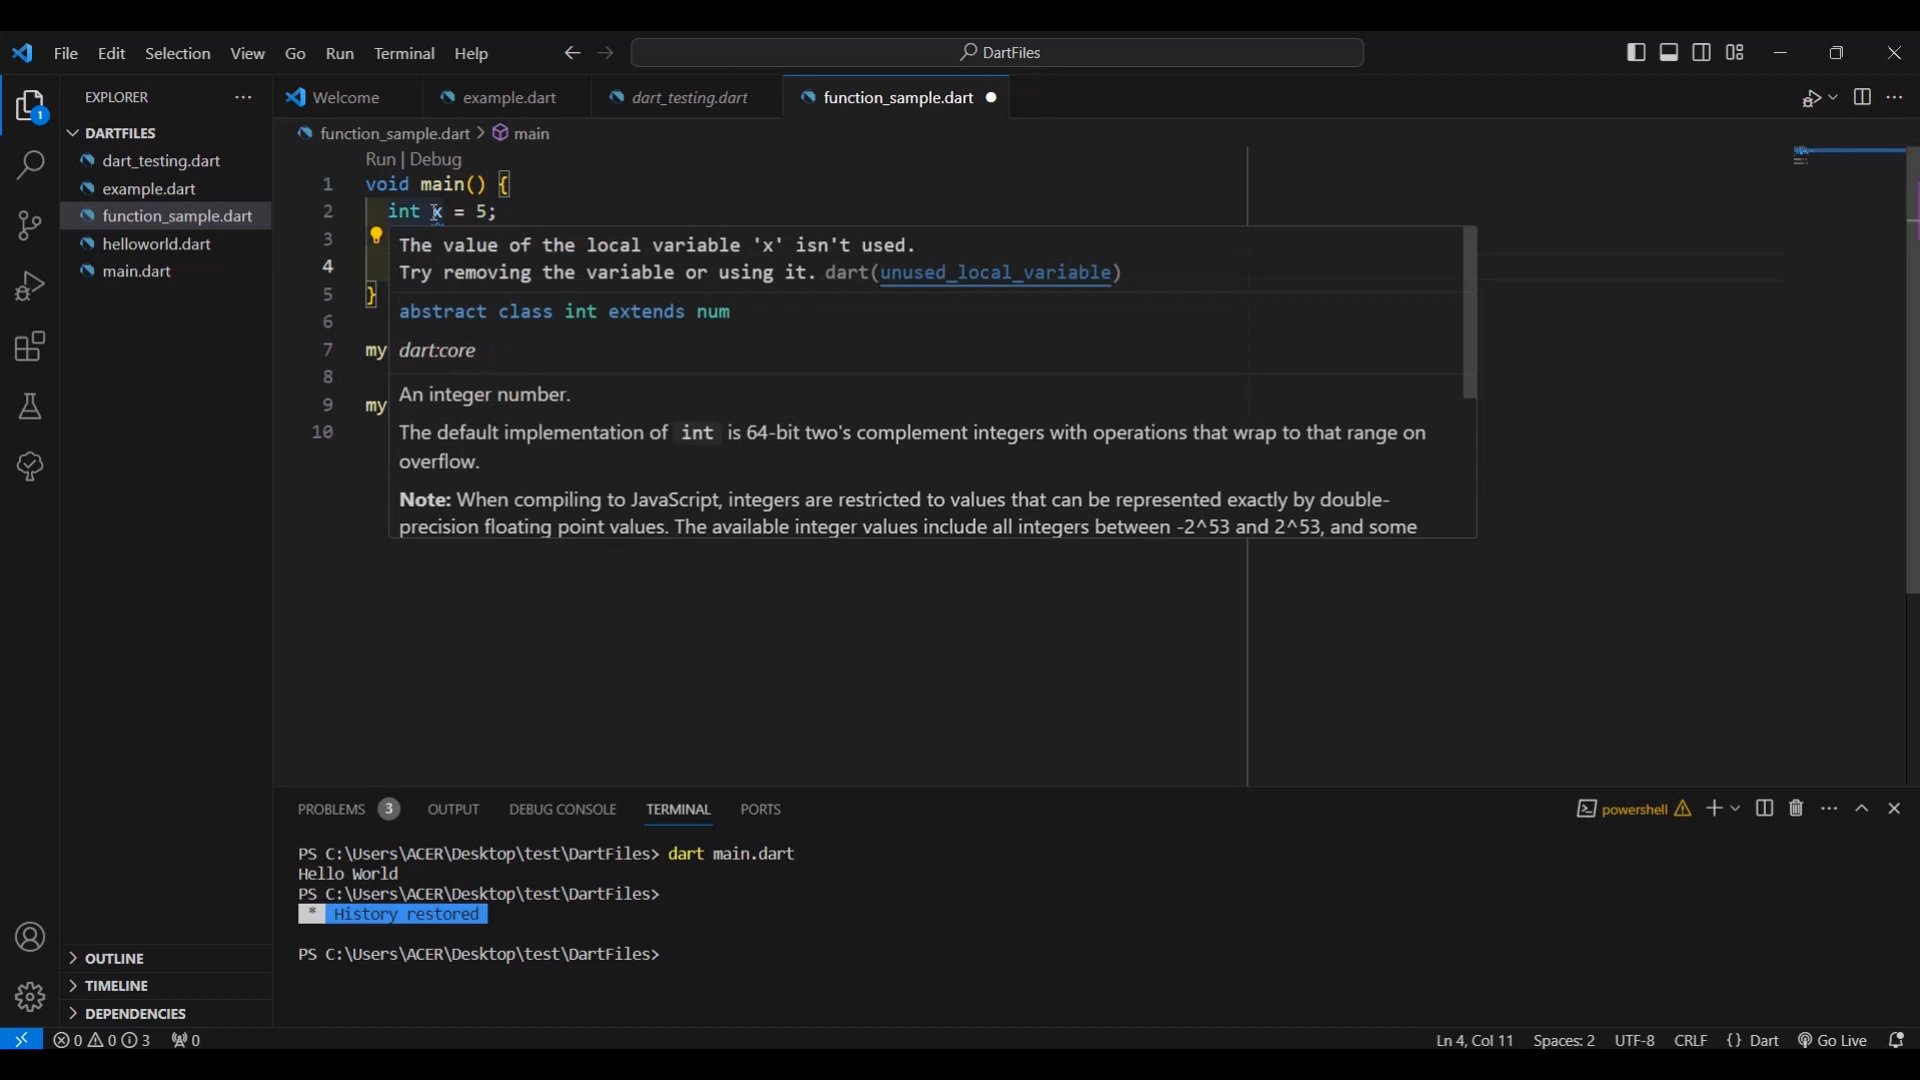 File Edit Selection View Go Run Terminal Help DartFiles
EXPLORER
Welcome example.dart dart_testing.dart function_sample.dart
1
DARTFILES
dart_testing.dart
example.dart
function_sample.dart
helloworld.dart
main.dart
function_sample.dart > main
Run | Debug
1 void main() {
2 int x = 5;
3
4
5 }
6
7 my
8
9 my
10
The value of the local variable 'x' isn't used.
Try removing the variable or using it. dart(unused_local_variable)
abstract class int extends num
dart:core
An integer number.
The default implementation of int is 64-bit two's complement integers with operations that wrap to that range on
overflow.
Note: When compiling to JavaScript, integers are restricted to values that can be represented exactly by double-
precision floating point values. The available integer values include all integers between -2^53 and 2^53, and some
PROBLEMS 3 OUTPUT DEBUG CONSOLE TERMINAL PORTS powershell
PS C:\Users\ACER\Desktop\test\DartFiles> dart main.dart
Hello World
PS C:\Users\ACER\Desktop\test\DartFiles>
* History restored
PS C:\Users\ACER\Desktop\test\DartFiles>
OUTLINE
TIMELINE
DEPENDENCIES
0 0 3 0 Ln 4, Col 11 Spaces: 2 UTF-8 CRLF {} Dart Go Live